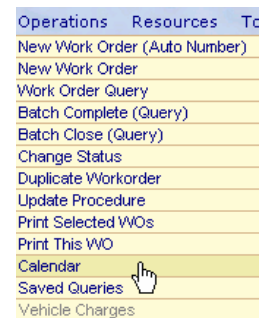 Operations Resources To
New Work Order (Auto Number)
New Work Order
Work Order Query
Batch Complete (Query)
Batch Close (Query)
Change Status
Duplicate Workorder
Update Procedure
Print Selected WOs
Print This WO
Calendar
Saved Queries
Vehicle Charges